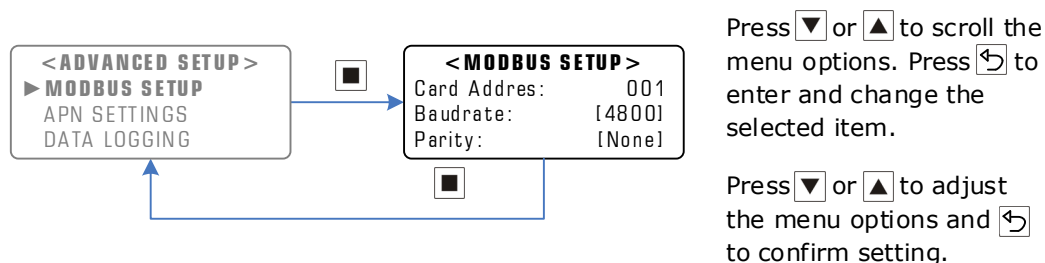 <ADVANCED SETUP>
▶ MODBUS SETUP
APN SETTINGS
DATA LOGGING
<MODBUS SETUP>
Card Addres: 001
Baudrate: [4800]
Parity: [None]
Press ▼ or ▲ to scroll the
menu options. Press ⮌ to
enter and change the
selected item.
Press ▼ or ▲ to adjust
the menu options and ⮌
to confirm setting.